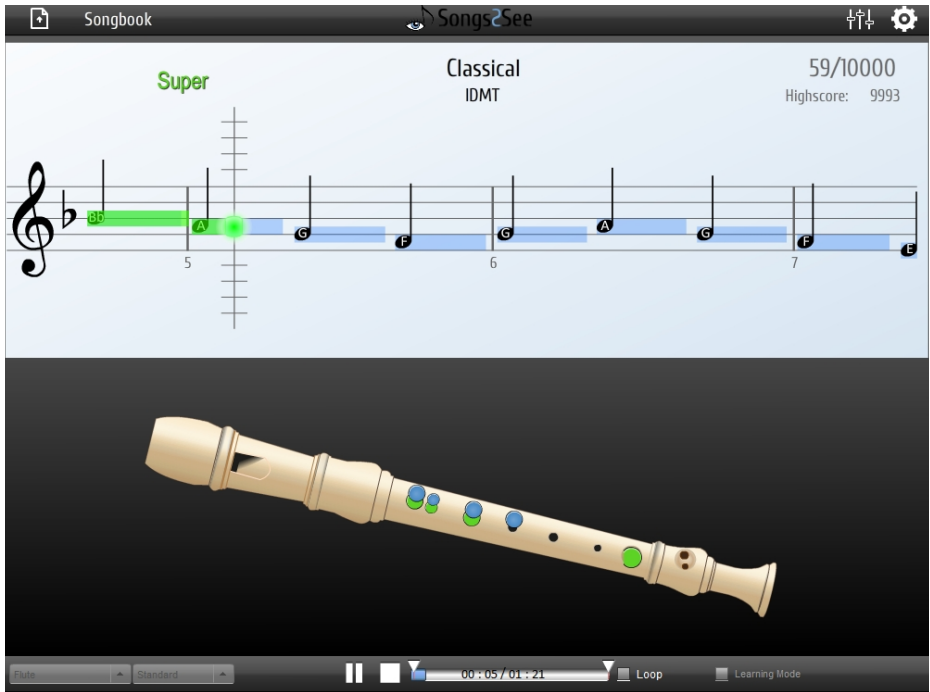 Songbook
Songs2See
Super
Classical
IDMT
59/10000
Highscore: 9993
Bb A G F G A G F E
5 6 7
Flute
Standard
00 : 05 / 01 : 21
Loop
Learning Mode